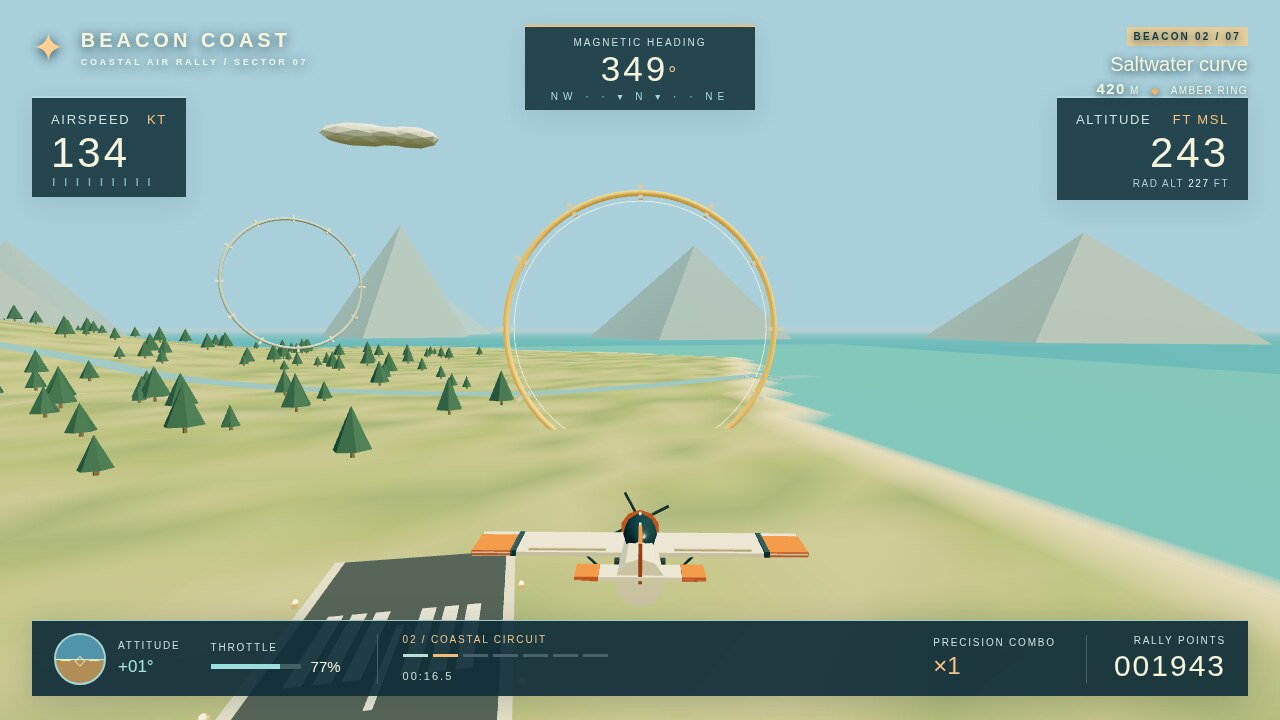 BEACON COAST
COASTAL AIR RALLY / SECTOR 07
MAGNETIC HEADING
349°
NW · · ▾ N ▾ · · NE
BEACON 02 / 07
Saltwater curve
420 M ◆ AMBER RING
AIRSPEED KT
134
ALTITUDE FT MSL
243
RAD ALT 227 FT
ATTITUDE
+01°
THROTTLE
77%
02 / COASTAL CIRCUIT
00:16.5
PRECISION COMBO
×1
RALLY POINTS
001943